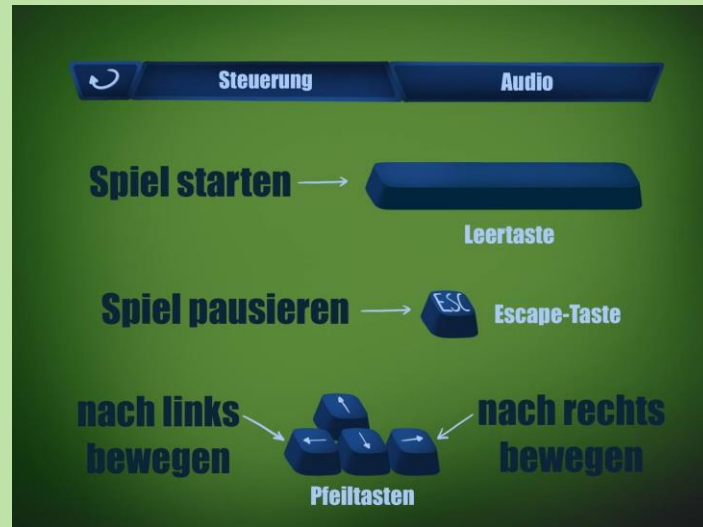 Steuerung
Audio
Spiel starten
Leertaste
Spiel pausieren
ESC
Escape-Taste
nach links
bewegen
nach rechts
bewegen
Pfeiltasten